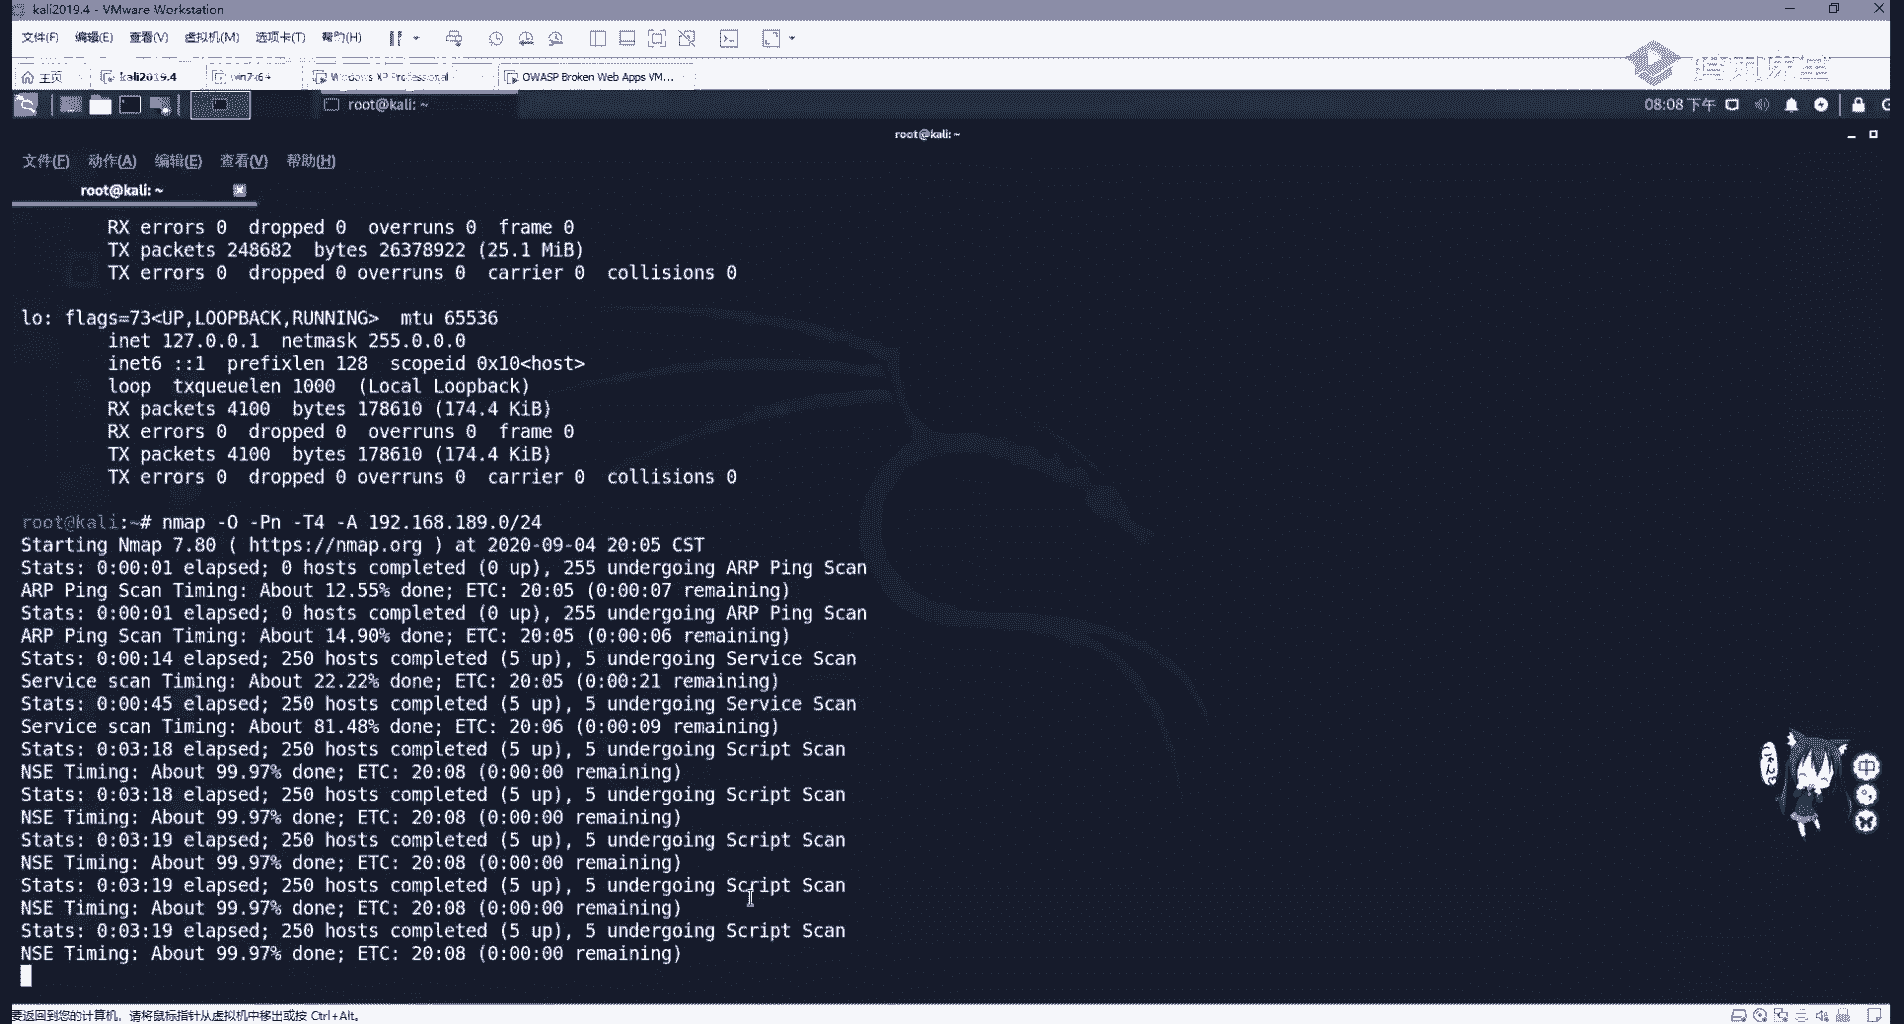 kali2019.4 - VMware Workstation
文件(F) 编辑(E) 查看(V) 虚拟机(M) 选项卡(T) 帮助(H)
主页 kali2019.4 win7x64 Windows XP Professional OWASP Broken Web Apps VM...
root@kali: ~ 08:08 下午
root@kali: ~
文件(F) 动作(A) 编辑(E) 查看(V) 帮助(H)
root@kali: ~
RX errors 0 dropped 0 overruns 0 frame 0
TX packets 248682 bytes 26378922 (25.1 MiB)
TX errors 0 dropped 0 overruns 0 carrier 0 collisions 0
lo: flags=73<UP,LOOPBACK,RUNNING> mtu 65536
inet 127.0.0.1 netmask 255.0.0.0
inet6 ::1 prefixlen 128 scopeid 0x10<host>
loop txqueuelen 1000 (Local Loopback)
RX packets 4100 bytes 178610 (174.4 KiB)
RX errors 0 dropped 0 overruns 0 frame 0
TX packets 4100 bytes 178610 (174.4 KiB)
TX errors 0 dropped 0 overruns 0 carrier 0 collisions 0
root@kali:~# nmap -O -Pn -T4 -A 192.168.189.0/24
Starting Nmap 7.80 ( https://nmap.org ) at 2020-09-04 20:05 CST
Stats: 0:00:01 elapsed; 0 hosts completed (0 up), 255 undergoing ARP Ping Scan
ARP Ping Scan Timing: About 12.55% done; ETC: 20:05 (0:00:07 remaining)
Stats: 0:00:01 elapsed; 0 hosts completed (0 up), 255 undergoing ARP Ping Scan
ARP Ping Scan Timing: About 14.90% done; ETC: 20:05 (0:00:06 remaining)
Stats: 0:00:14 elapsed; 250 hosts completed (5 up), 5 undergoing Service Scan
Service scan Timing: About 22.22% done; ETC: 20:05 (0:00:21 remaining)
Stats: 0:00:45 elapsed; 250 hosts completed (5 up), 5 undergoing Service Scan
Service scan Timing: About 81.48% done; ETC: 20:06 (0:00:09 remaining)
Stats: 0:03:18 elapsed; 250 hosts completed (5 up), 5 undergoing Script Scan
NSE Timing: About 99.97% done; ETC: 20:08 (0:00:00 remaining)
Stats: 0:03:18 elapsed; 250 hosts completed (5 up), 5 undergoing Script Scan
NSE Timing: About 99.97% done; ETC: 20:08 (0:00:00 remaining)
Stats: 0:03:19 elapsed; 250 hosts completed (5 up), 5 undergoing Script Scan
NSE Timing: About 99.97% done; ETC: 20:08 (0:00:00 remaining)
Stats: 0:03:19 elapsed; 250 hosts completed (5 up), 5 undergoing Script Scan
NSE Timing: About 99.97% done; ETC: 20:08 (0:00:00 remaining)
Stats: 0:03:19 elapsed; 250 hosts completed (5 up), 5 undergoing Script Scan
NSE Timing: About 99.97% done; ETC: 20:08 (0:00:00 remaining)
中
要返回到您的计算机，请将鼠标指针从虚拟机中移出或按 Ctrl+Alt。